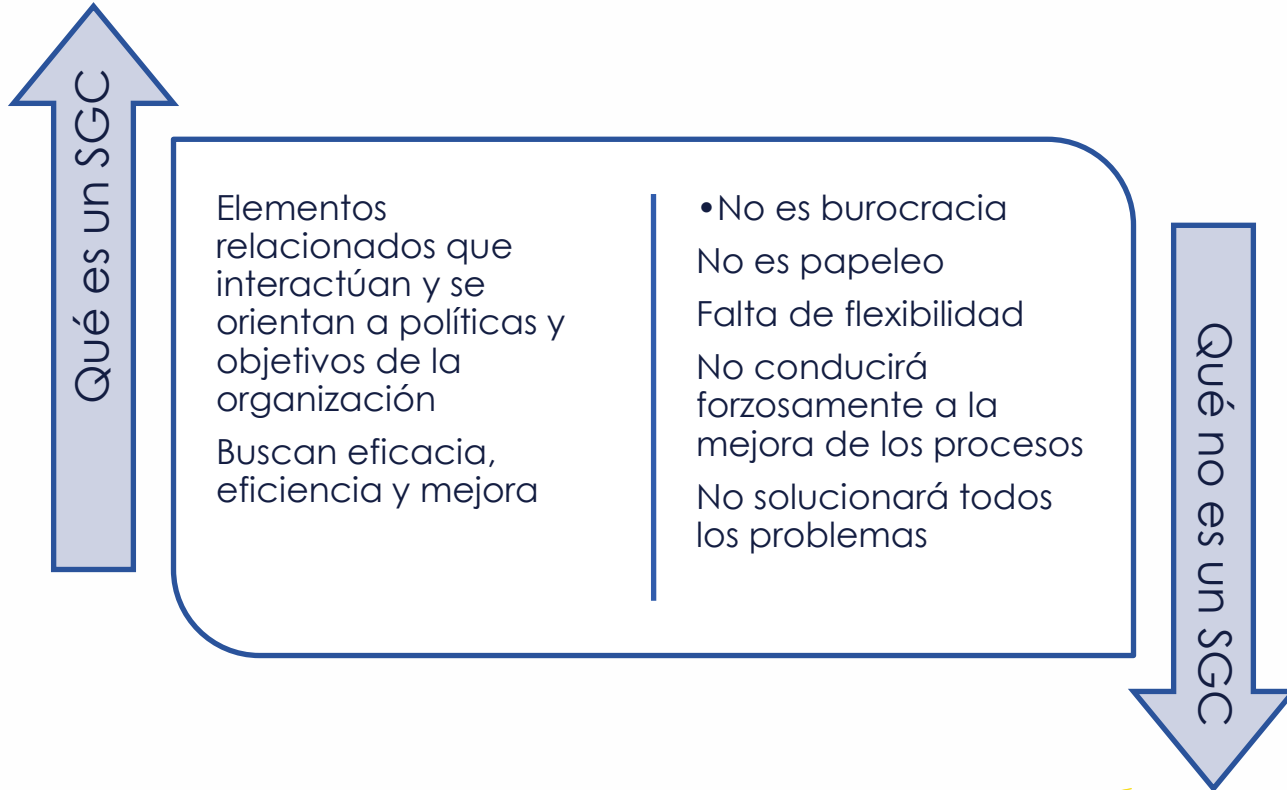 Qué es un SGC
Elementos
relacionados que
interactúan y se
orientan a políticas y
objetivos de la
organización
Buscan eficacia,
eficiencia y mejora
•No es burocracia
No es papeleo
Falta de flexibilidad
No conducirá
forzosamente a la
mejora de los procesos
No solucionará todos
los problemas
Qué no es un SGC